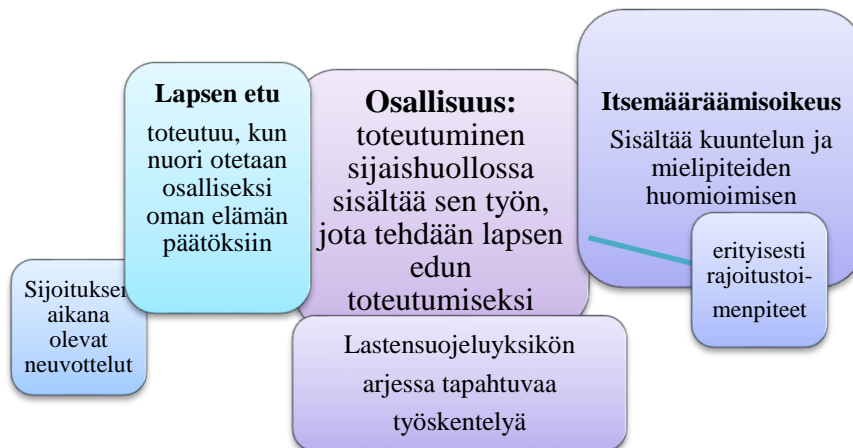 Lapsen etu
toteutuu, kun
nuori otetaan
osalliseksi
oman elämän
päätöksiin
Sijoituksen
aikana
olevat
neuvottelut
Osallisuus:
toteutuminen
sijaishuollossa
sisältää sen työn,
jota tehdään lapsen
edun
toteutumiseksi
Lastensuojeluyksikön
arjessa tapahtuvaa
työskentelyä
Itsemääräämisoikeus
Sisältää kuuntelun ja
mielipiteiden
huomioimisen
erityisesti
rajoitustoi-
menpiteet